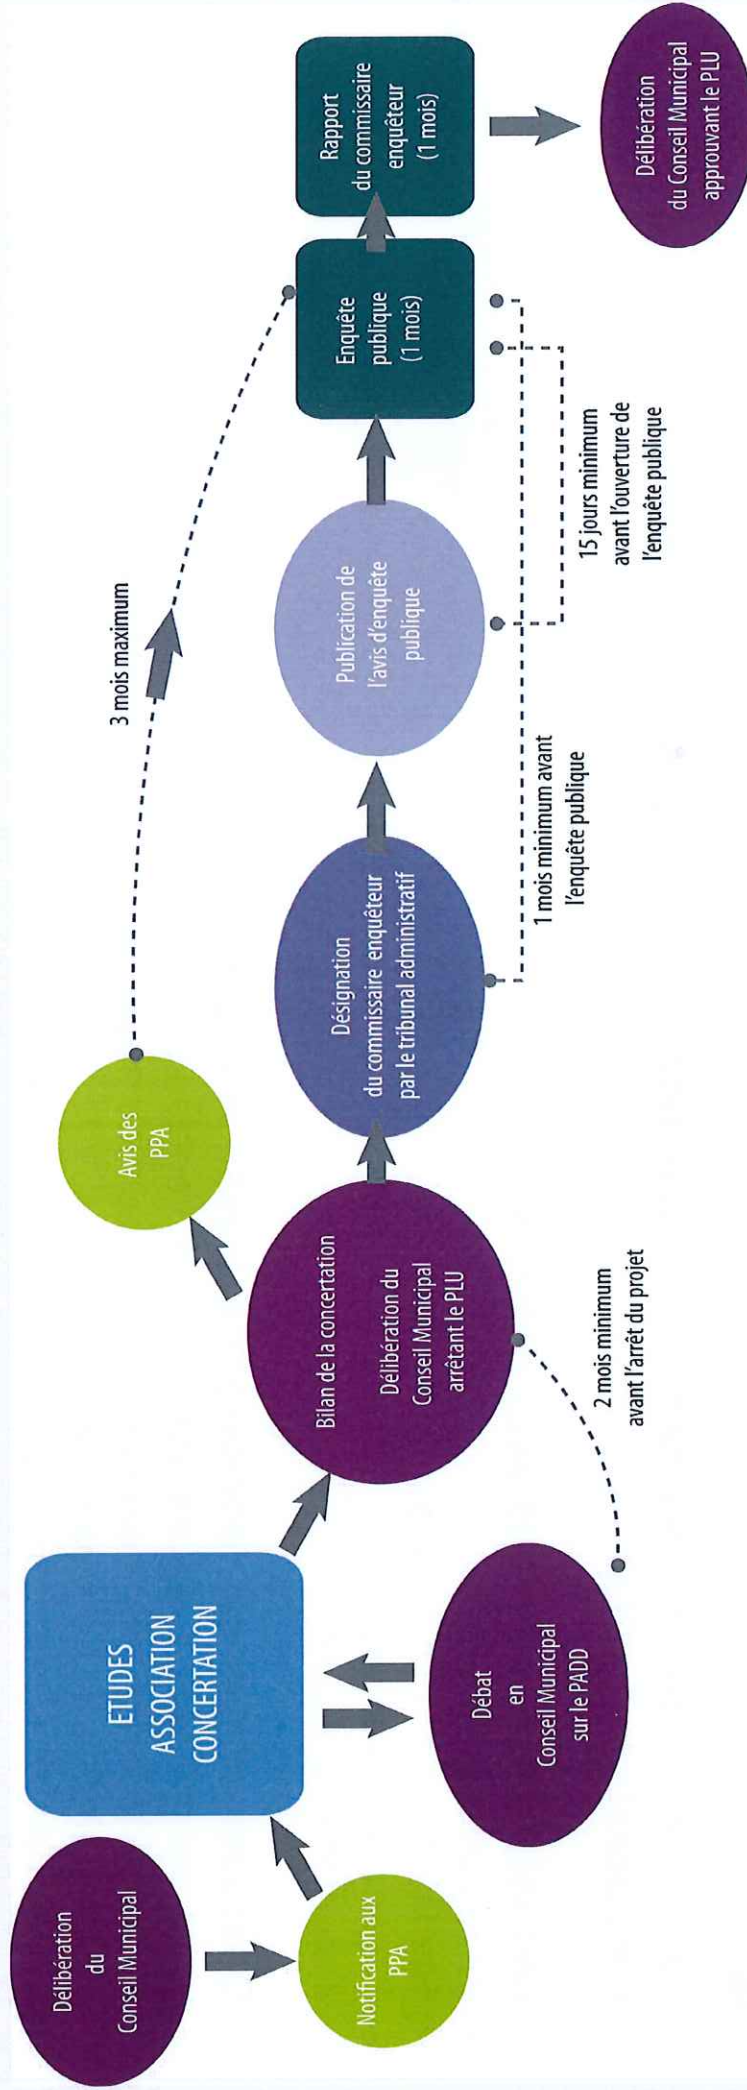 Délibération
du
Conseil Municipal
Notification aux
PPA
ETUDES
ASSOCIATION
CONCERTATION
Débat
en
Conseil Municipal
sur le PADD
2 mois minimum
avant l'arrêt du projet
Bilan de la concertation
Délibération du
Conseil Municipal
arrêtant le PLU
Avis des
PPA
3 mois maximum
Désignation
du commissaire enquêteur
par le tribunal administratif
1 mois minimum avant
l'enquête publique
Publication de
l'avis d'enquête
publique
15 jours minimum
avant l'ouverture de
l'enquête publique
Enquête
publique
(1 mois)
Rapport
du commissaire
enquêteur
(1 mois)
Délibération
du Conseil Municipal
approuvant le PLU